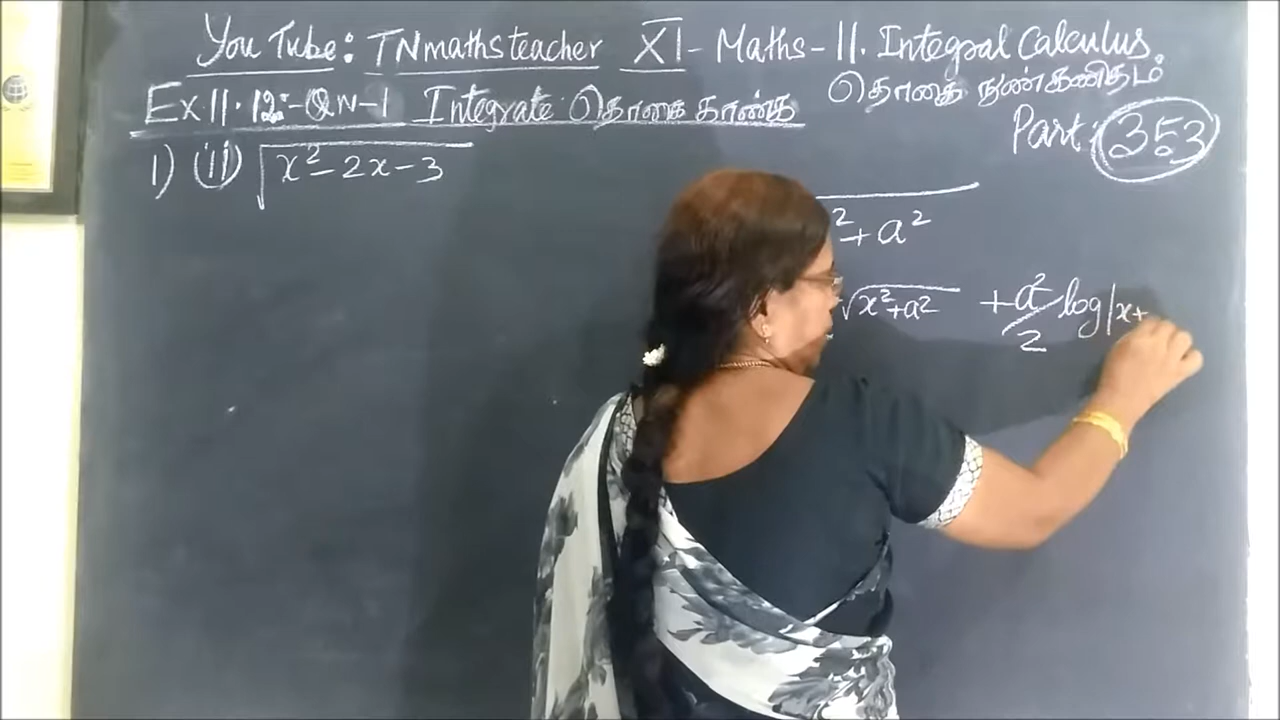 You Tube: TNmathsteacher XI- Maths- 11. Integral Calculus.
தொகை நுண்கணிதம்
Ex 11.12:-QN-1 Integrate தொகை காண்க
Part: 353
1) (ii) √x²-2x-3
²+a²
√x²+a² +a²/2 log|x+